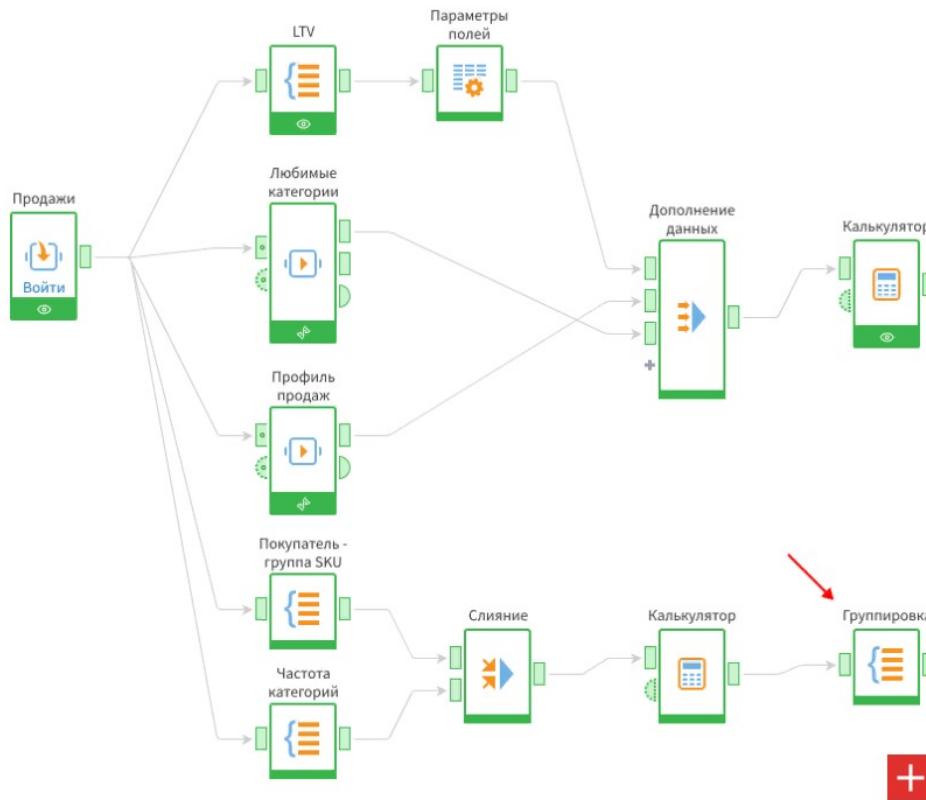 LTV
Параметры
полей
Любимые
категории
Продажи
Войти
Дополнение
данных
Калькулятор
Профиль
продаж
Покупатель -
группа SKU
Слияние
Калькулятор
Группировка
Частота
категорий